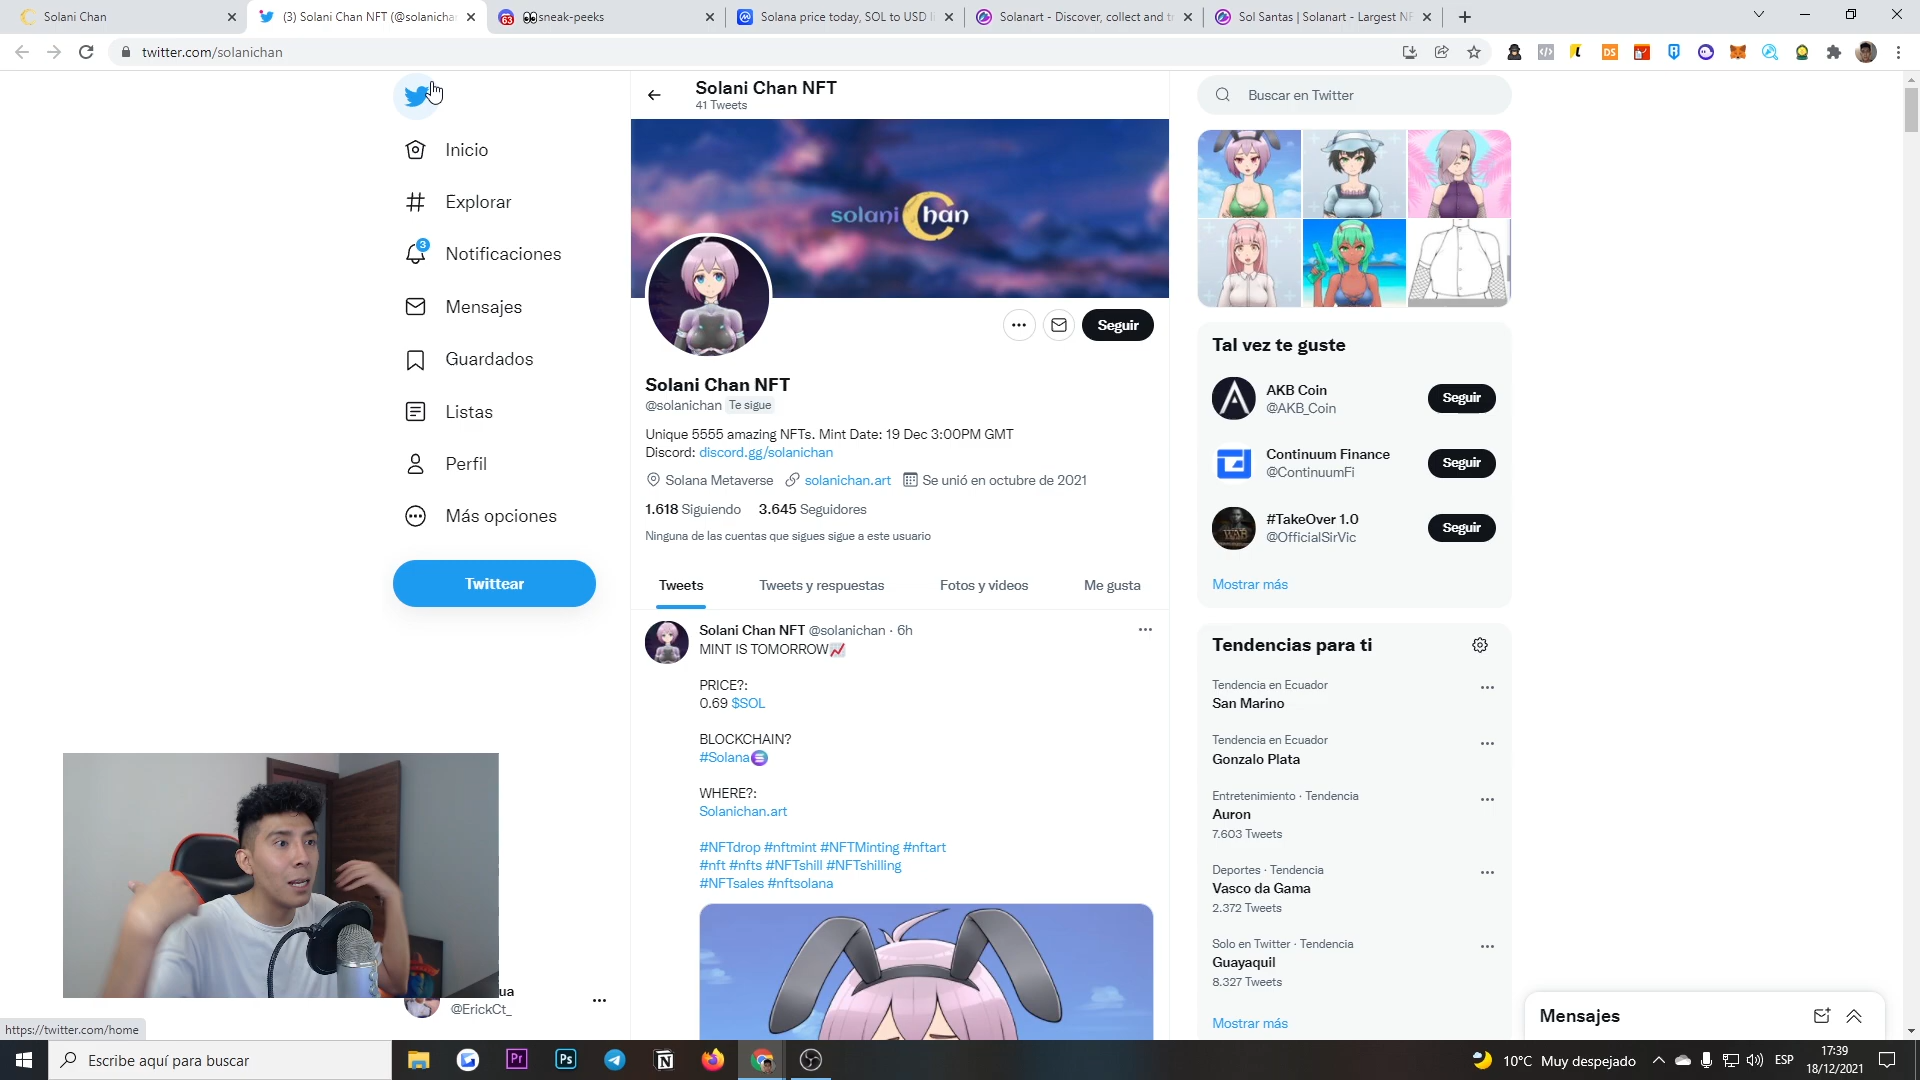 Solani Chan
(3) Solani Chan NFT (@solanichan
63
👀sneak-peeks
Solana price today, SOL to USD li
Solanart - Discover, collect and tr
Sol Santas | Solanart - Largest NF
twitter.com/solanichan
DS
Inicio
Explorar
3
Notificaciones
Mensajes
Guardados
Listas
Perfil
Más opciones
Twittear
ua
@ErickCt_
https://twitter.com/home
Solani Chan NFT
41 Tweets
solani Chan
Seguir
Solani Chan NFT
@solanichan Te sigue
Unique 5555 amazing NFTs. Mint Date: 19 Dec 3:00PM GMT
Discord: discord.gg/solanichan
Solana Metaverse solanichan.art Se unió en octubre de 2021
1.618 Siguiendo 3.645 Seguidores
Ninguna de las cuentas que sigues sigue a este usuario
Tweets Tweets y respuestas Fotos y videos Me gusta
Solani Chan NFT @solanichan · 6h
MINT IS TOMORROW📈
PRICE?:
0.69 $SOL
BLOCKCHAIN?
#Solana
WHERE?:
Solanichan.art
#NFTdrop #nftmint #NFTMinting #nftart
#nft #nfts #NFTshill #NFTshilling
#NFTsales #nftsolana
Buscar en Twitter
Tal vez te guste
AKB Coin
@AKB_Coin
Seguir
Continuum Finance
@ContinuumFi
Seguir
#TakeOver 1.0
@OfficialSirVic
Seguir
Mostrar más
Tendencias para ti
Tendencia en Ecuador
San Marino
Tendencia en Ecuador
Gonzalo Plata
Entretenimiento · Tendencia
Auron
7.603 Tweets
Deportes · Tendencia
Vasco da Gama
2.372 Tweets
Solo en Twitter · Tendencia
Guayaquil
8.327 Tweets
Mostrar más
Mensajes
Escribe aquí para buscar
Pr
Ps
10°C Muy despejado
ESP
17:39
18/12/2021